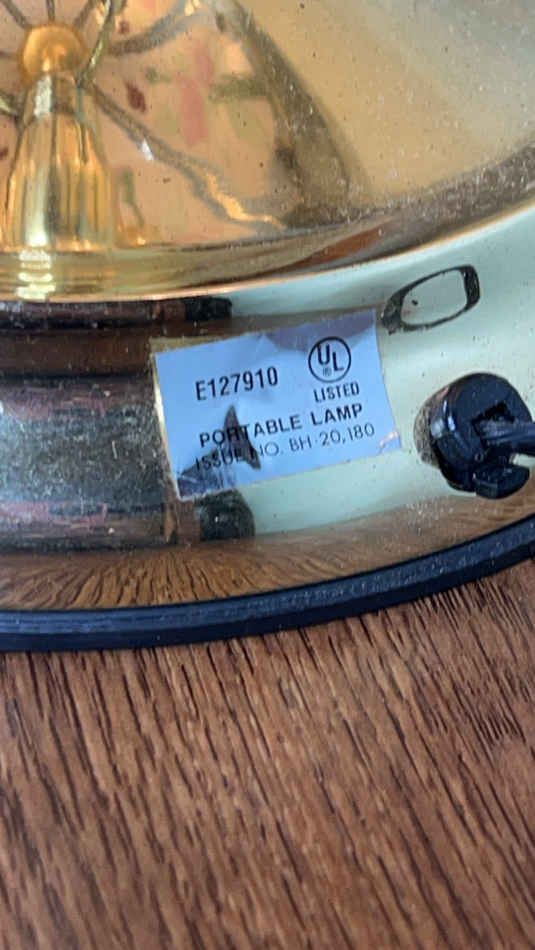 E127910
UL
®
LISTED
PORTABLE LAMP
ISSUE NO. BH-20,180